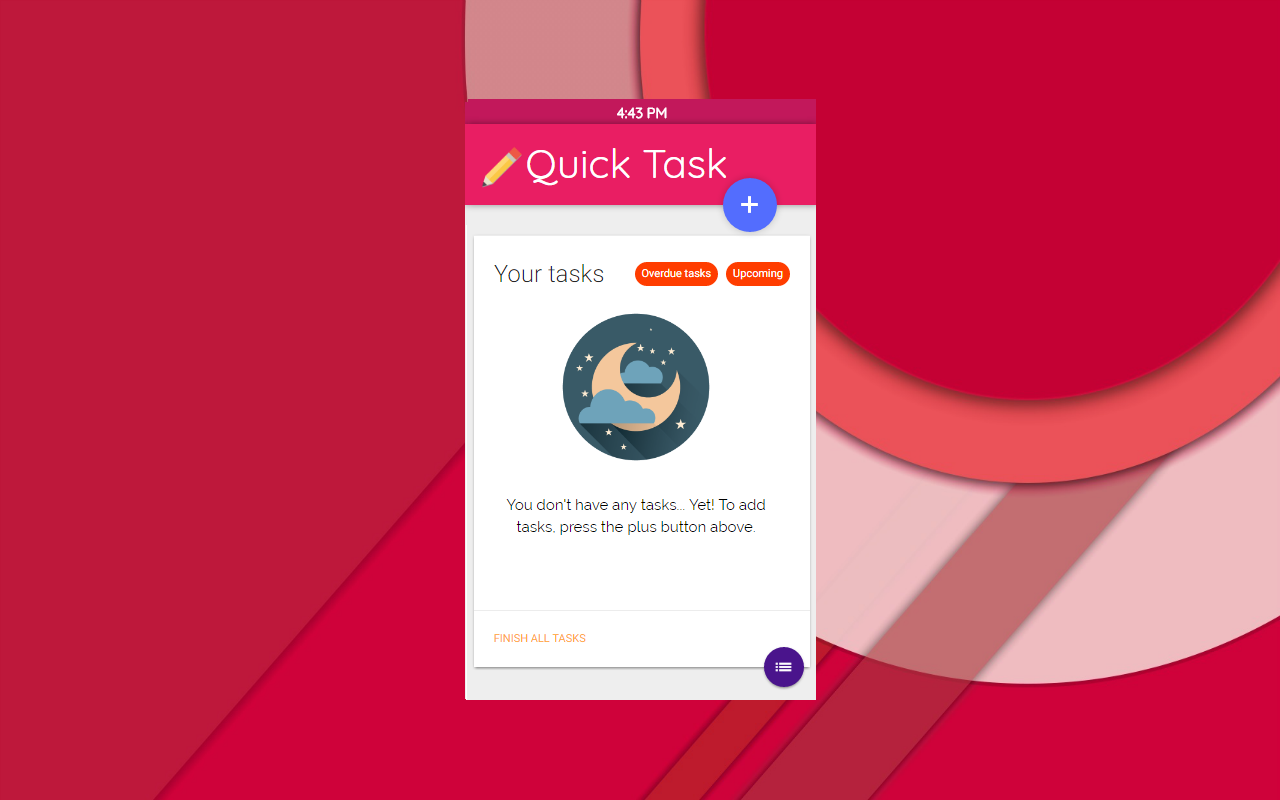 4:43 PM
Quick Task
Your tasks
Overdue tasks
Upcoming
You don't have any tasks... Yet! To add
tasks, press the plus button above.
FINISH ALL TASKS